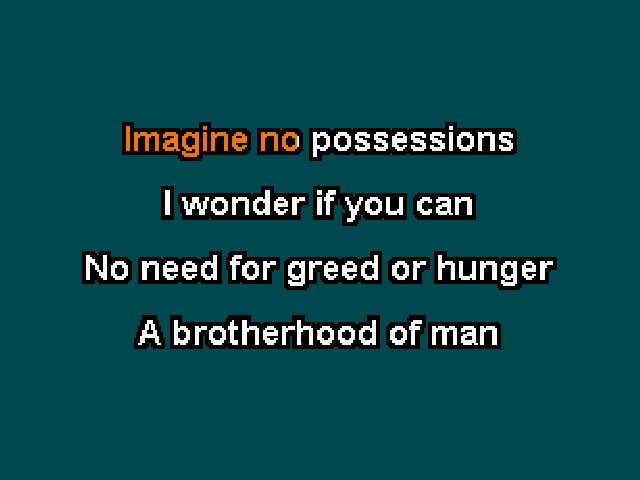 Imagine no possessions
I wonder if you can
No need for greed or hunger
A brotherhood of man